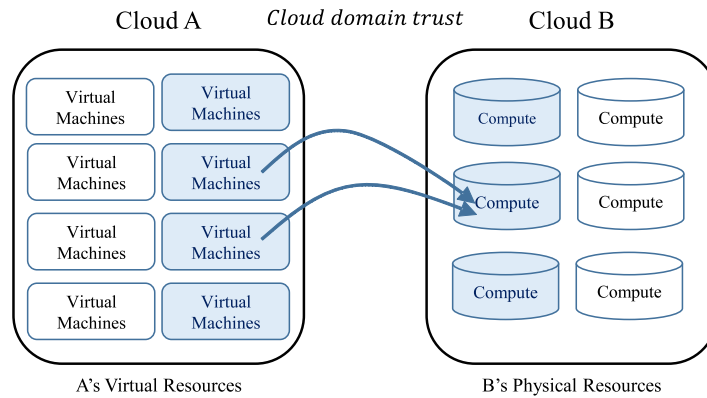 Cloud A
Cloud domain trust
Cloud B
Virtual
Machines
Virtual
Machines
Virtual
Machines
Virtual
Machines
Virtual
Machines
Virtual
Machines
Virtual
Machines
Virtual
Machines
Compute
Compute
Compute
Compute
Compute
Compute
A's Virtual Resources
B's Physical Resources